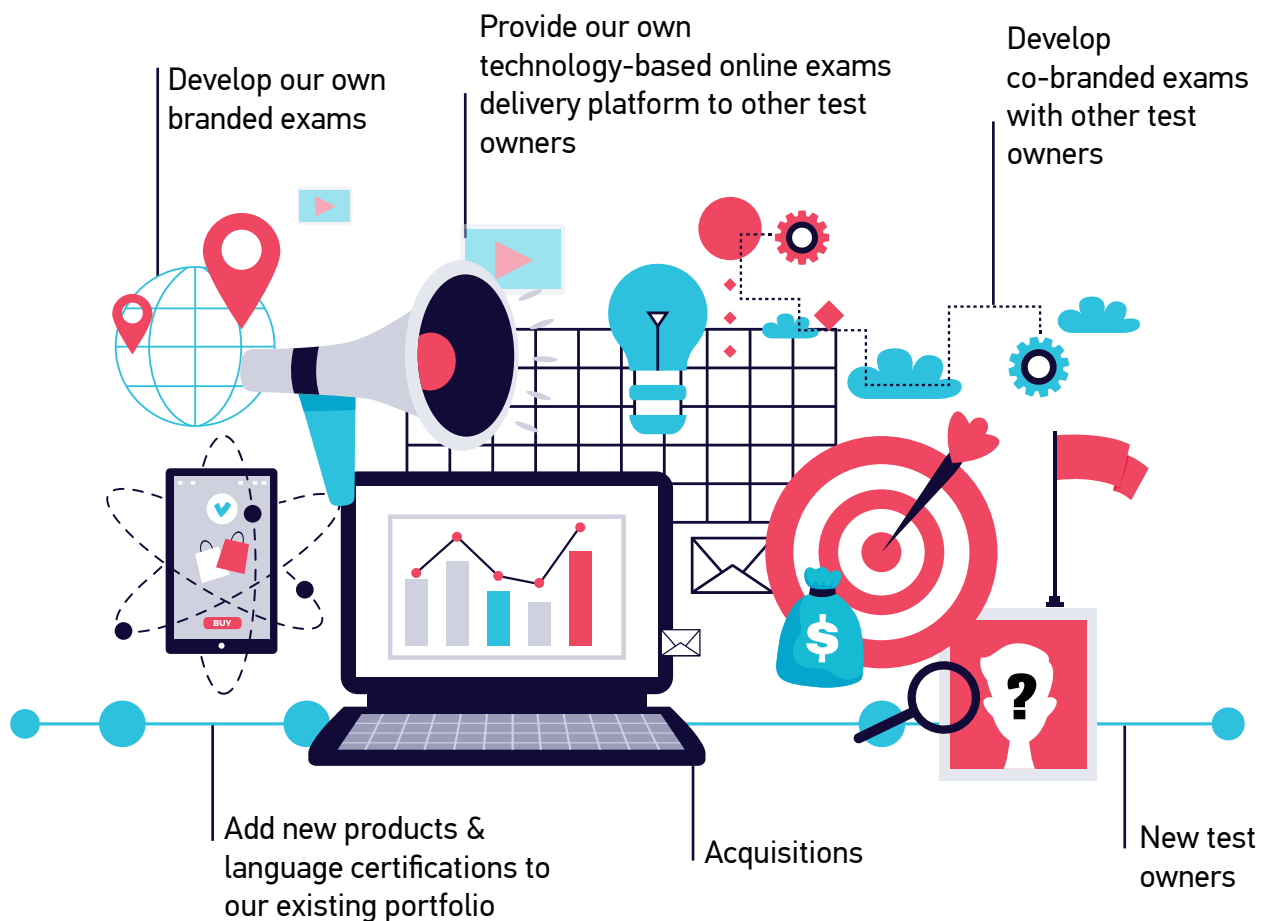 Develop our own
branded exams
Provide our own
technology-based online exams
delivery platform to other test
owners
Develop
co-branded exams
with other test
owners
BUY
$
?
Add new products &
language certifications to
our existing portfolio
Acquisitions
New test
owners